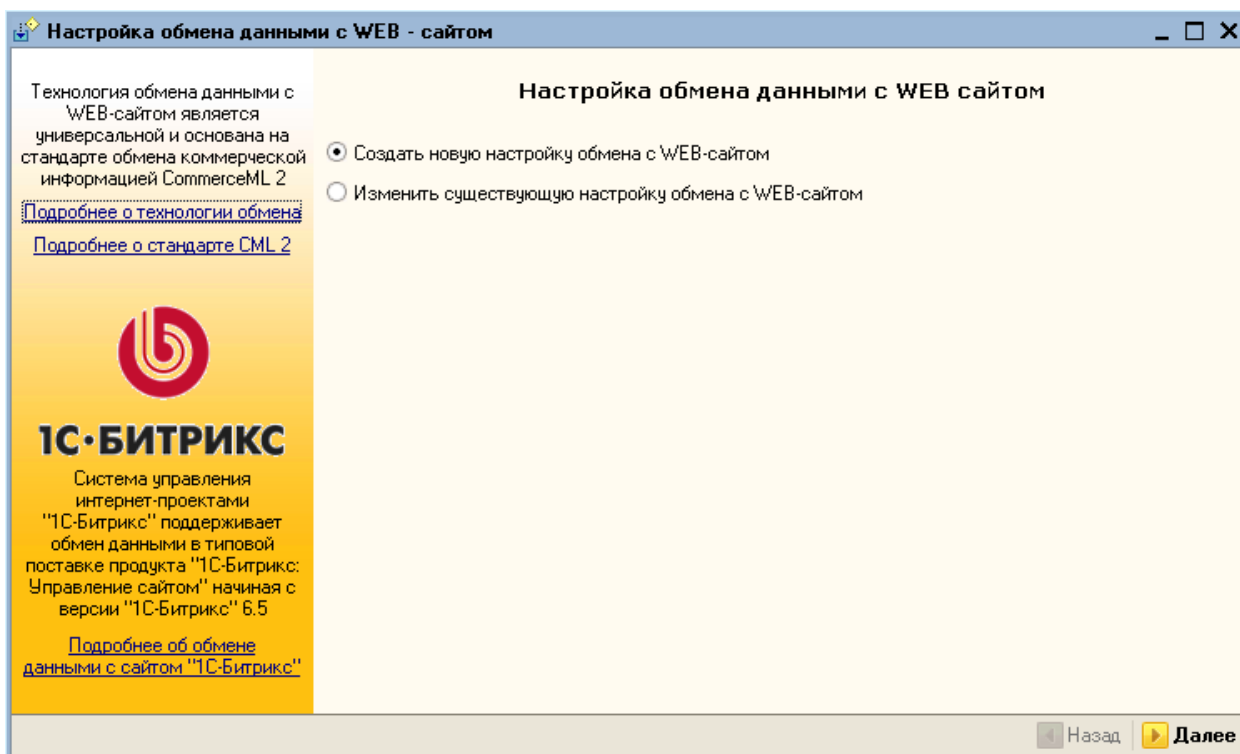 Настройка обмена данными с WEB - сайтом
Технология обмена данными с
WEB-сайтом является
универсальной и основана на
стандарте обмена коммерческой
информацией CommerceML 2
Подробнее о технологии обмена
Подробнее о стандарте CML 2
1С·БИТРИКС
Система управления
интернет-проектами
"1С-Битрикс" поддерживает
обмен данными в типовой
поставке продукта "1С-Битрикс:
Управление сайтом" начиная с
версии "1С-Битрикс" 6.5
Подробнее об обмене
данными с сайтом "1С-Битрикс"
Настройка обмена данными с WEB сайтом
Создать новую настройку обмена с WEB-сайтом
Изменить существующую настройку обмена с WEB-сайтом
Назад
Далее